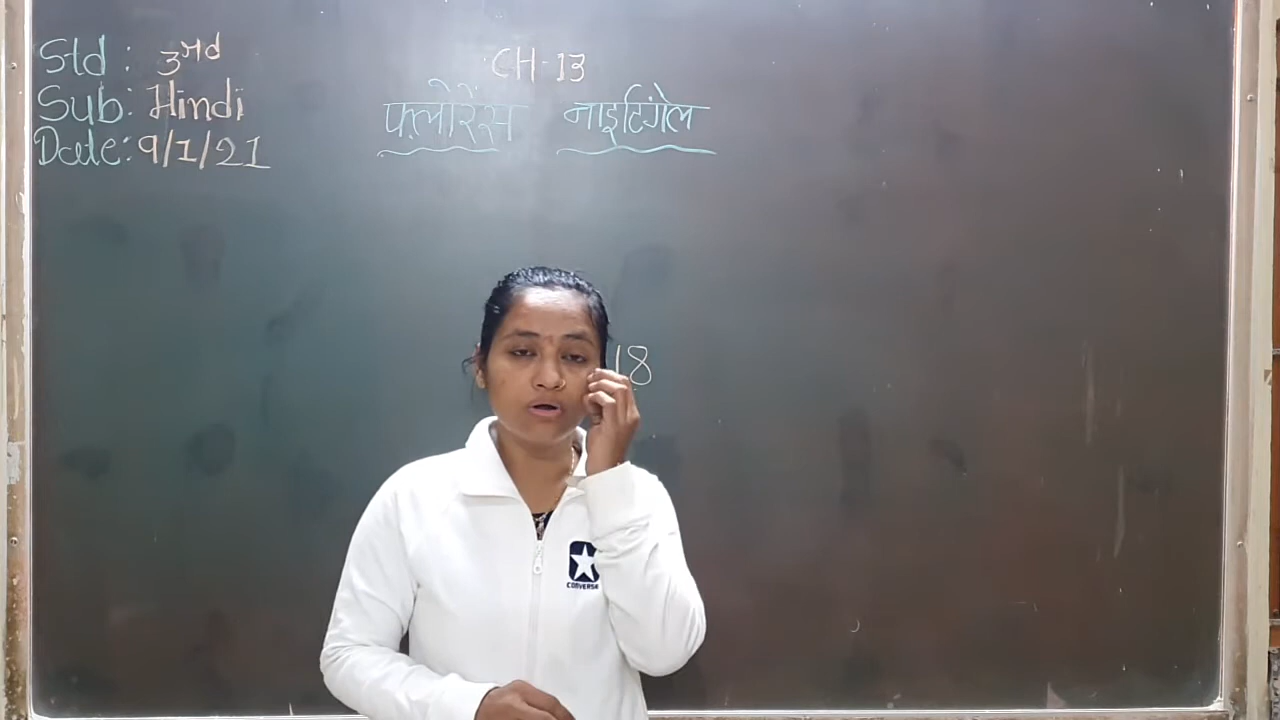 Std : 3rd
Sub: Hindi
Date: 9/1/21
CH-13
फ्लोरेंस नाइटिंगेल
18
CONVERSE